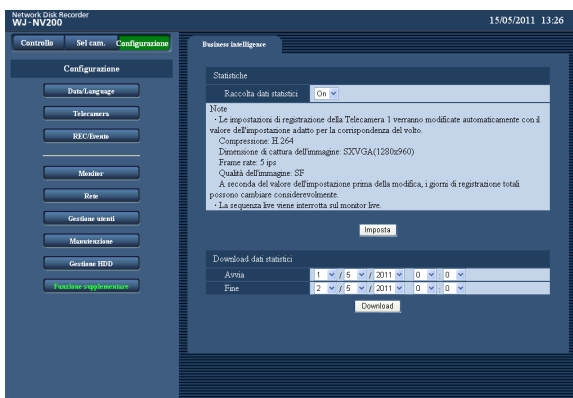 Network Disk Recorder
WJ-NV200
15/05/2011 13:26
Controllo Sel cam. Configurazione
Configurazione
Data/Language
Telecamera
REC/Evento
Monitor
Rete
Gestione utenti
Manutenzione
Gestione HDD
Funzione supplementare
Business intelligence
Statistiche
Raccolta dati statistici On
Note
· Le impostazioni di registrazione della Telecamera 1 verranno modificate automaticamente con il
valore dell'impostazione adatto per la corrispondenza del volto.
Compressione: H.264
Dimensione di cattura dell'immagine: SXVGA(1280x960)
Frame rate: 5 ips
Qualità dell'immagine: SF
A seconda del valore dell'impostazione prima della modifica, i giorni di registrazione totali
possono cambiare considerevolmente.
· La sequenza live viene interrotta sul monitor live.
Imposta
Download dati statistici
Avvia 1 / 5 / 2011 0 : 0
Fine 2 / 5 / 2011 0 : 0
Download